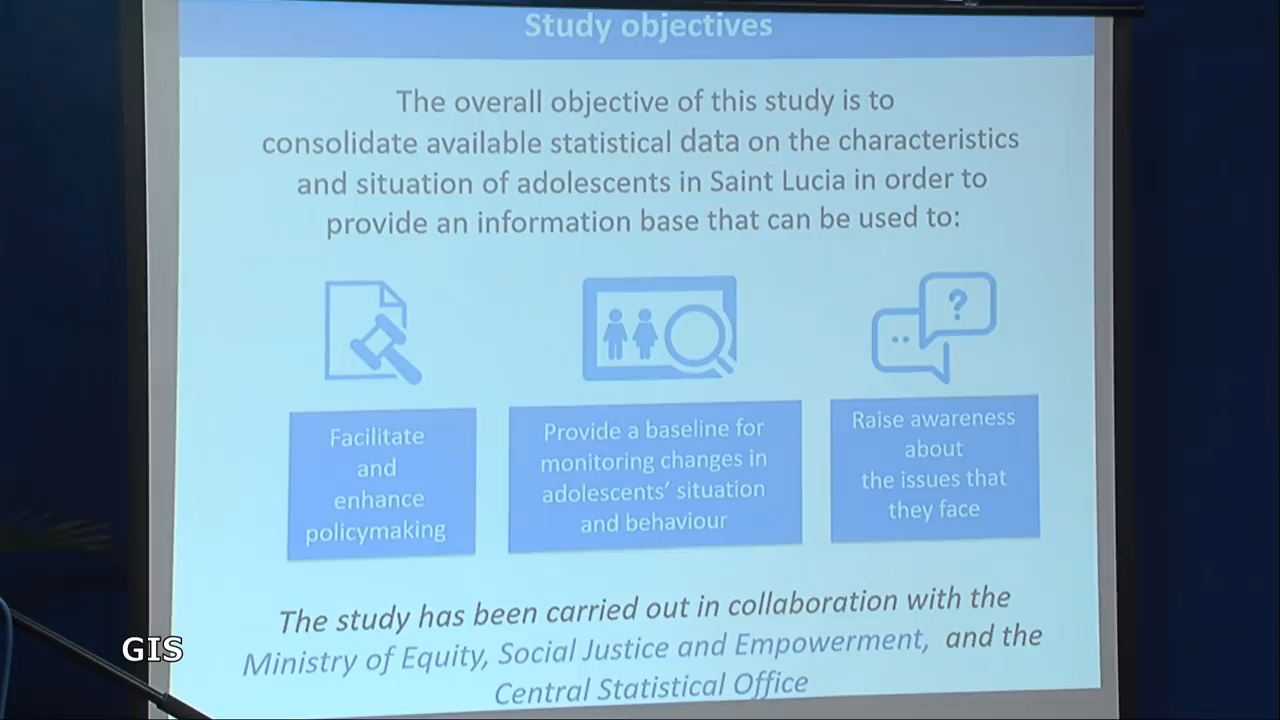 Study objectives
The overall objective of this study is to
consolidate available statistical data on the characteristics
and situation of adolescents in Saint Lucia in order to
provide an information base that can be used to:
?
Facilitate
and
enhance
policymaking
Provide a baseline for
monitoring changes in
adolescents' situation
and behaviour
Raise awareness
about
the issues that
they face
The study has been carried out in collaboration with the
Ministry of Equity, Social Justice and Empowerment, and the
Central Statistical Office
GIS